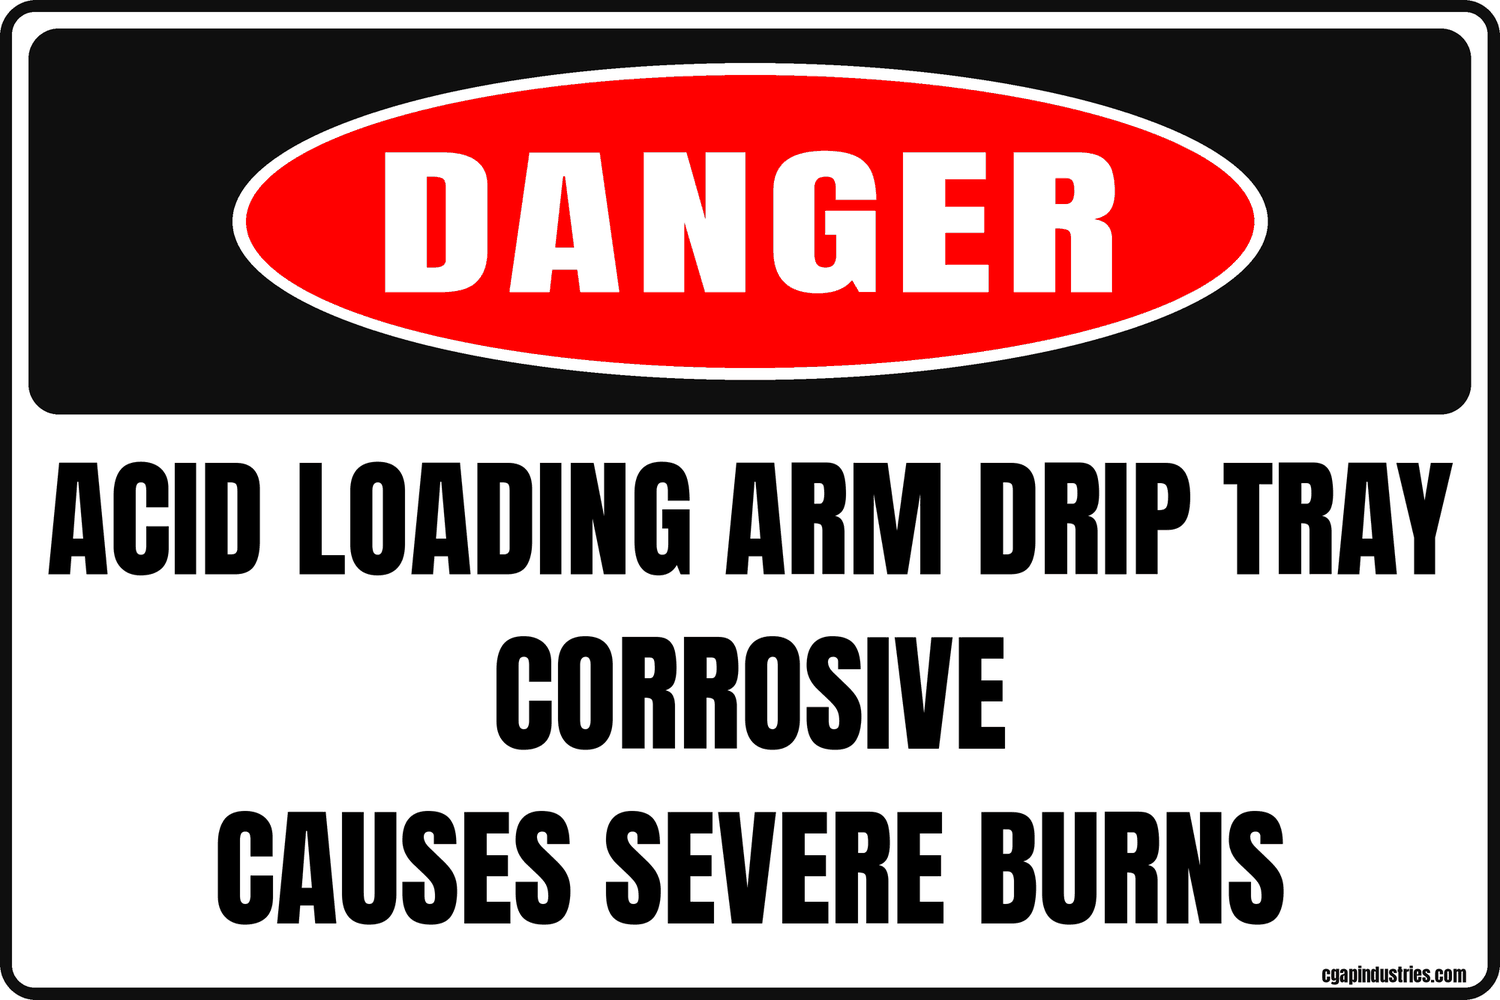 DANGER
ACID LOADING ARM DRIP TRAY
CORROSIVE
CAUSES SEVERE BURNS
cgapindustries.com